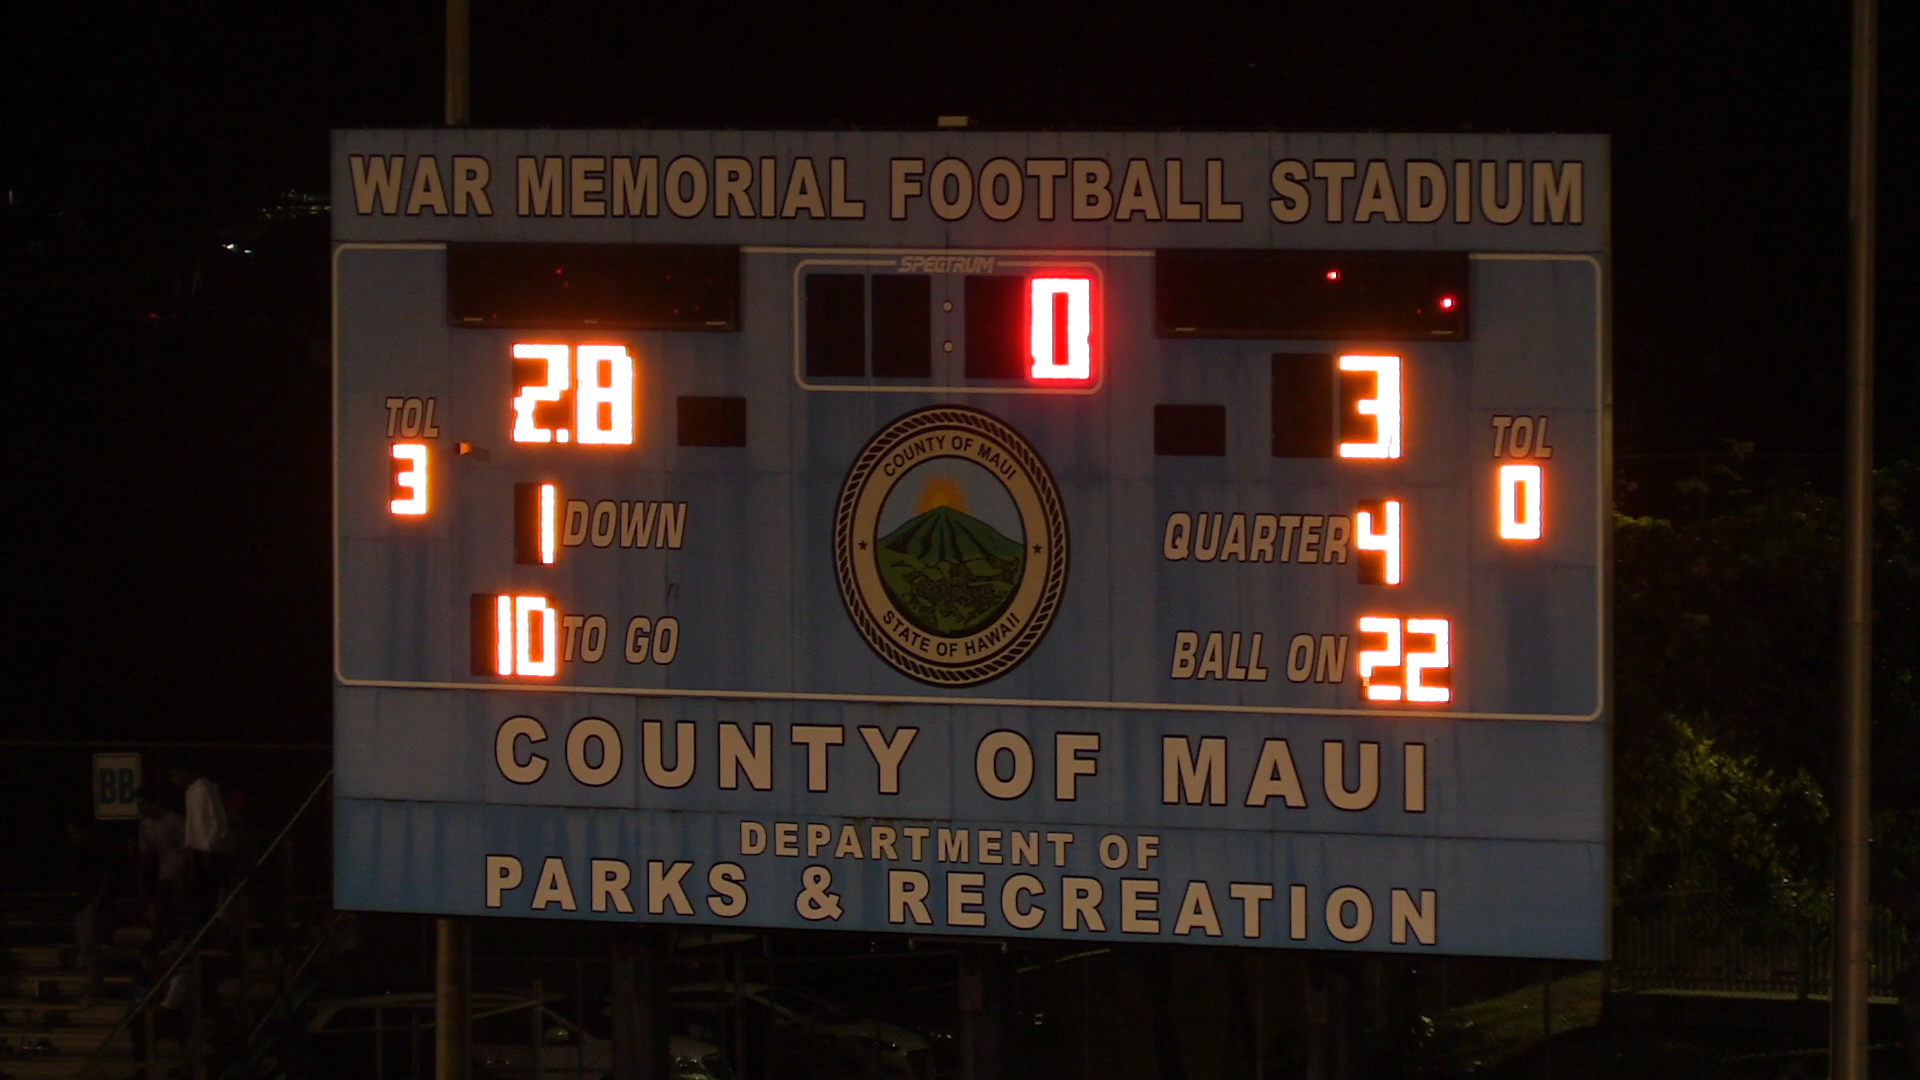 WAR MEMORIAL FOOTBALL STADIUM
SPECTRUM
: 0
28
3
TOL
3
TOL
0
1 DOWN
QUARTER 4
10 TO GO
BALL ON 22
COUNTY OF MAUI
STATE OF HAWAII
COUNTY OF MAUI
DEPARTMENT OF
PARKS & RECREATION
BB